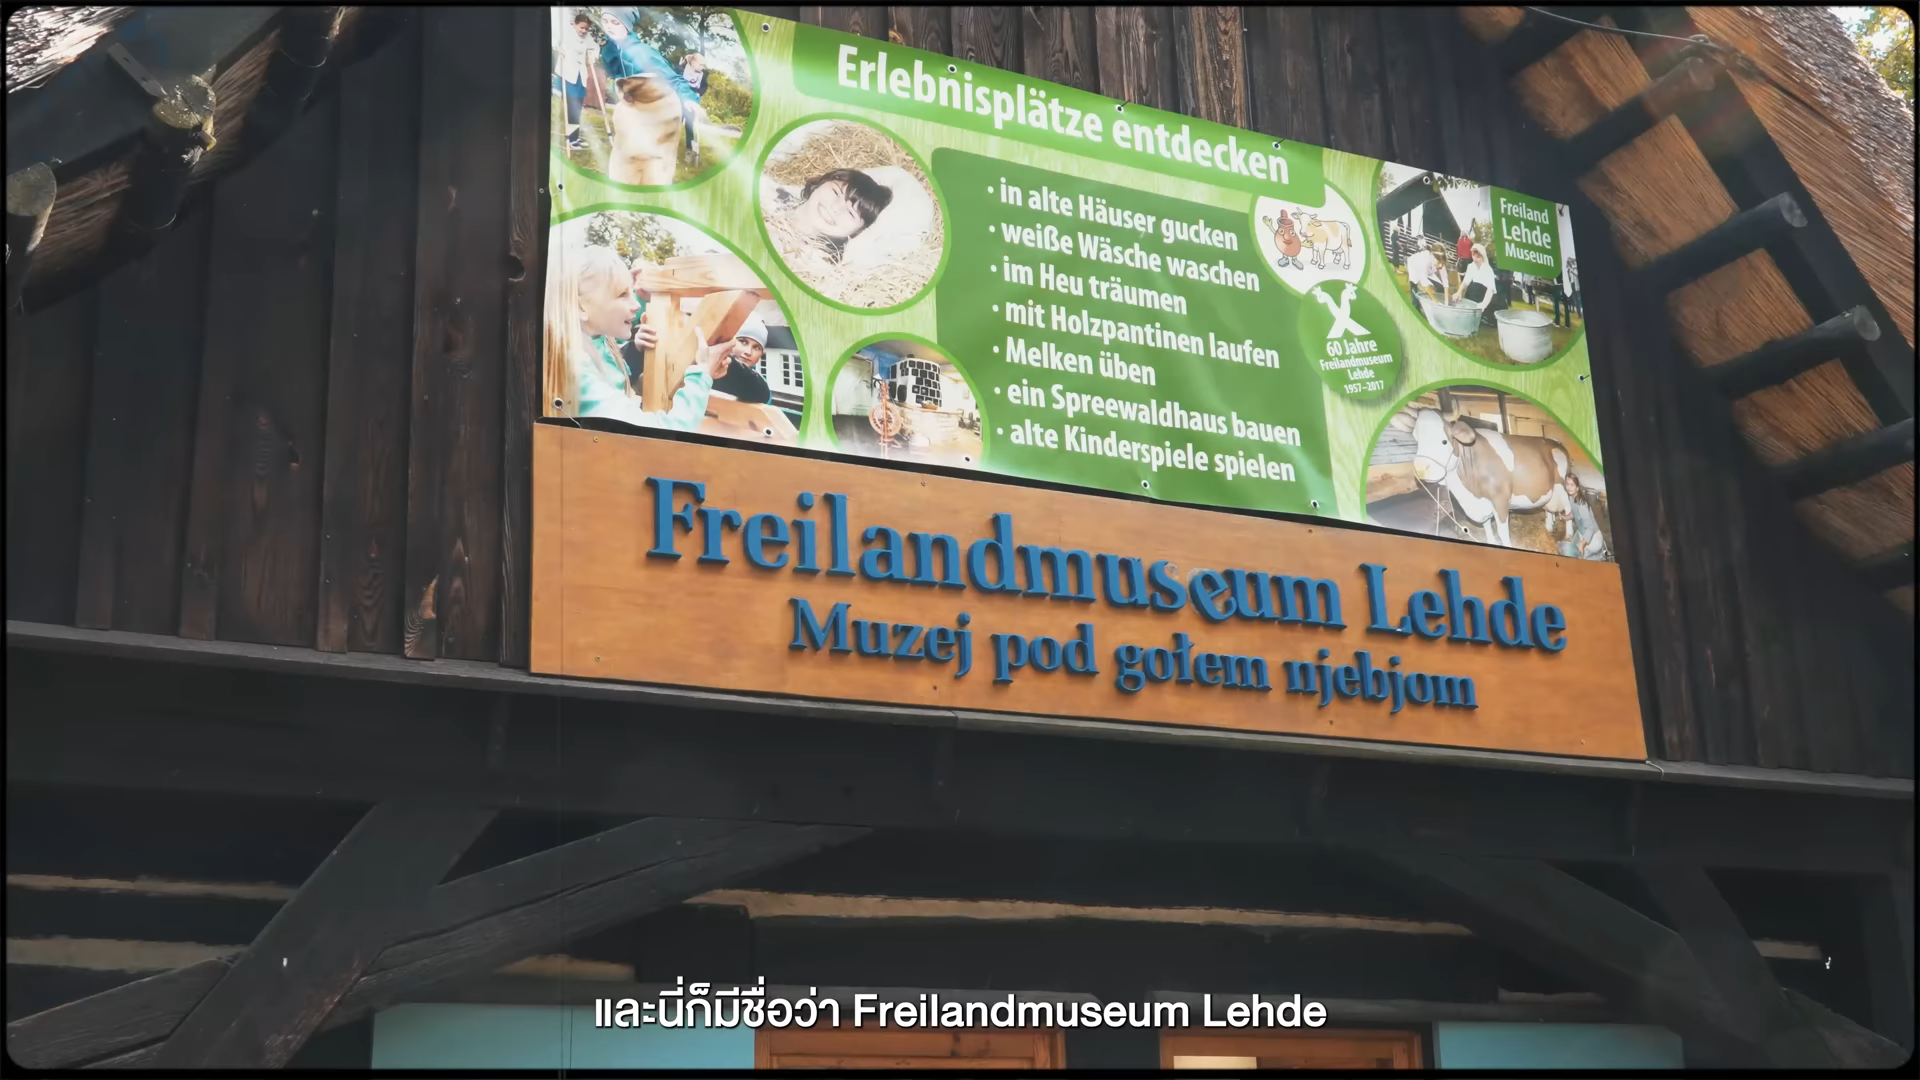 Erlebnisplätze entdecken
• in alte Häuser gucken
• weiße Wäsche waschen
• im Heu träumen
• mit Holzpantinen laufen
• Melken üben
• ein Spreewaldhaus bauen
• alte Kinderspiele spielen
Freiland
Lehde
Museum
60 Jahre
Freilandmuseum
Lehde
1957-2017
Freilandmuseum Lehde
Muzej pod gołem njebjom
และนี่ก็มีชื่อว่า Freilandmuseum Lehde